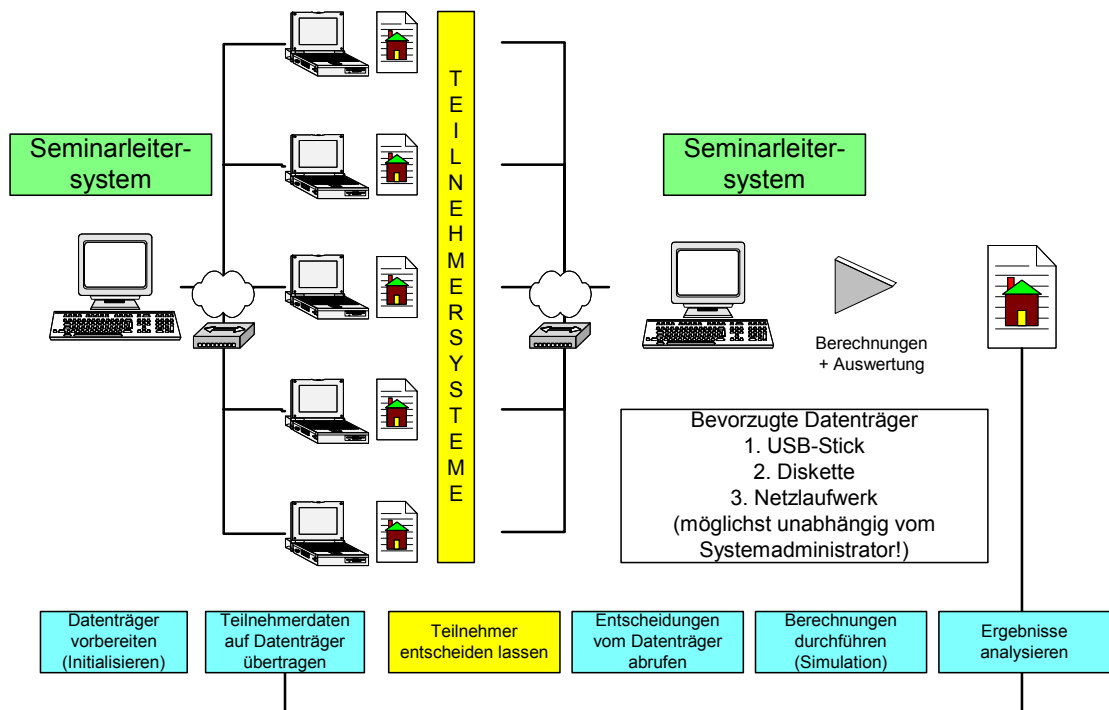 Seminarleiter-
system
TEILNEHMERSYSTEME
Seminarleiter-
system
Berechnungen
+ Auswertung
Bevorzugte Datenträger
1. USB-Stick
2. Diskette
3. Netzlaufwerk
(möglichst unabhängig vom
Systemadministrator!)
Datenträger
vorbereiten
(Initialisieren)
Teilnehmerdaten
auf Datenträger
übertragen
Teilnehmer
entscheiden lassen
Entscheidungen
vom Datenträger
abrufen
Berechnungen
durchführen
(Simulation)
Ergebnisse
analysieren